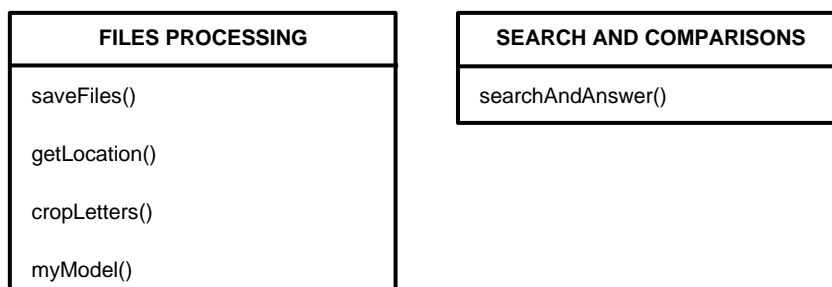 FILES PROCESSING
saveFiles()
getLocation()
cropLetters()
myModel()
SEARCH AND COMPARISONS
searchAndAnswer()